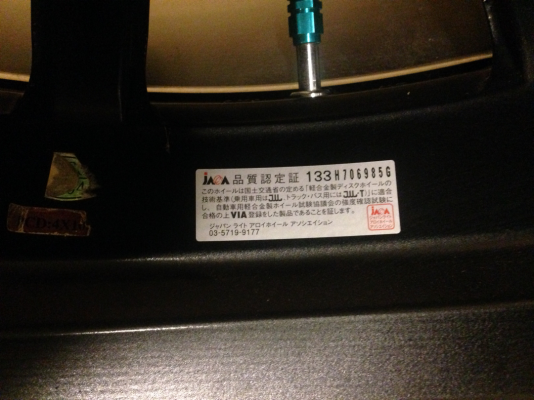 JAWA 品質認定証 133H706985G
このホイールは国土交通省の定める「軽合金製ディスクホイールの
技術基準(乗用車用はJWL、トラック・バス用にはJWL-T)」に適合
し、自動車用軽合金製ホイール試験協議会の強度確認試験に
合格の上VIA登録をした製品であることを証します。
ジャパン ライト アロイホイール アソシエイション
03-5719-9177
JAWA